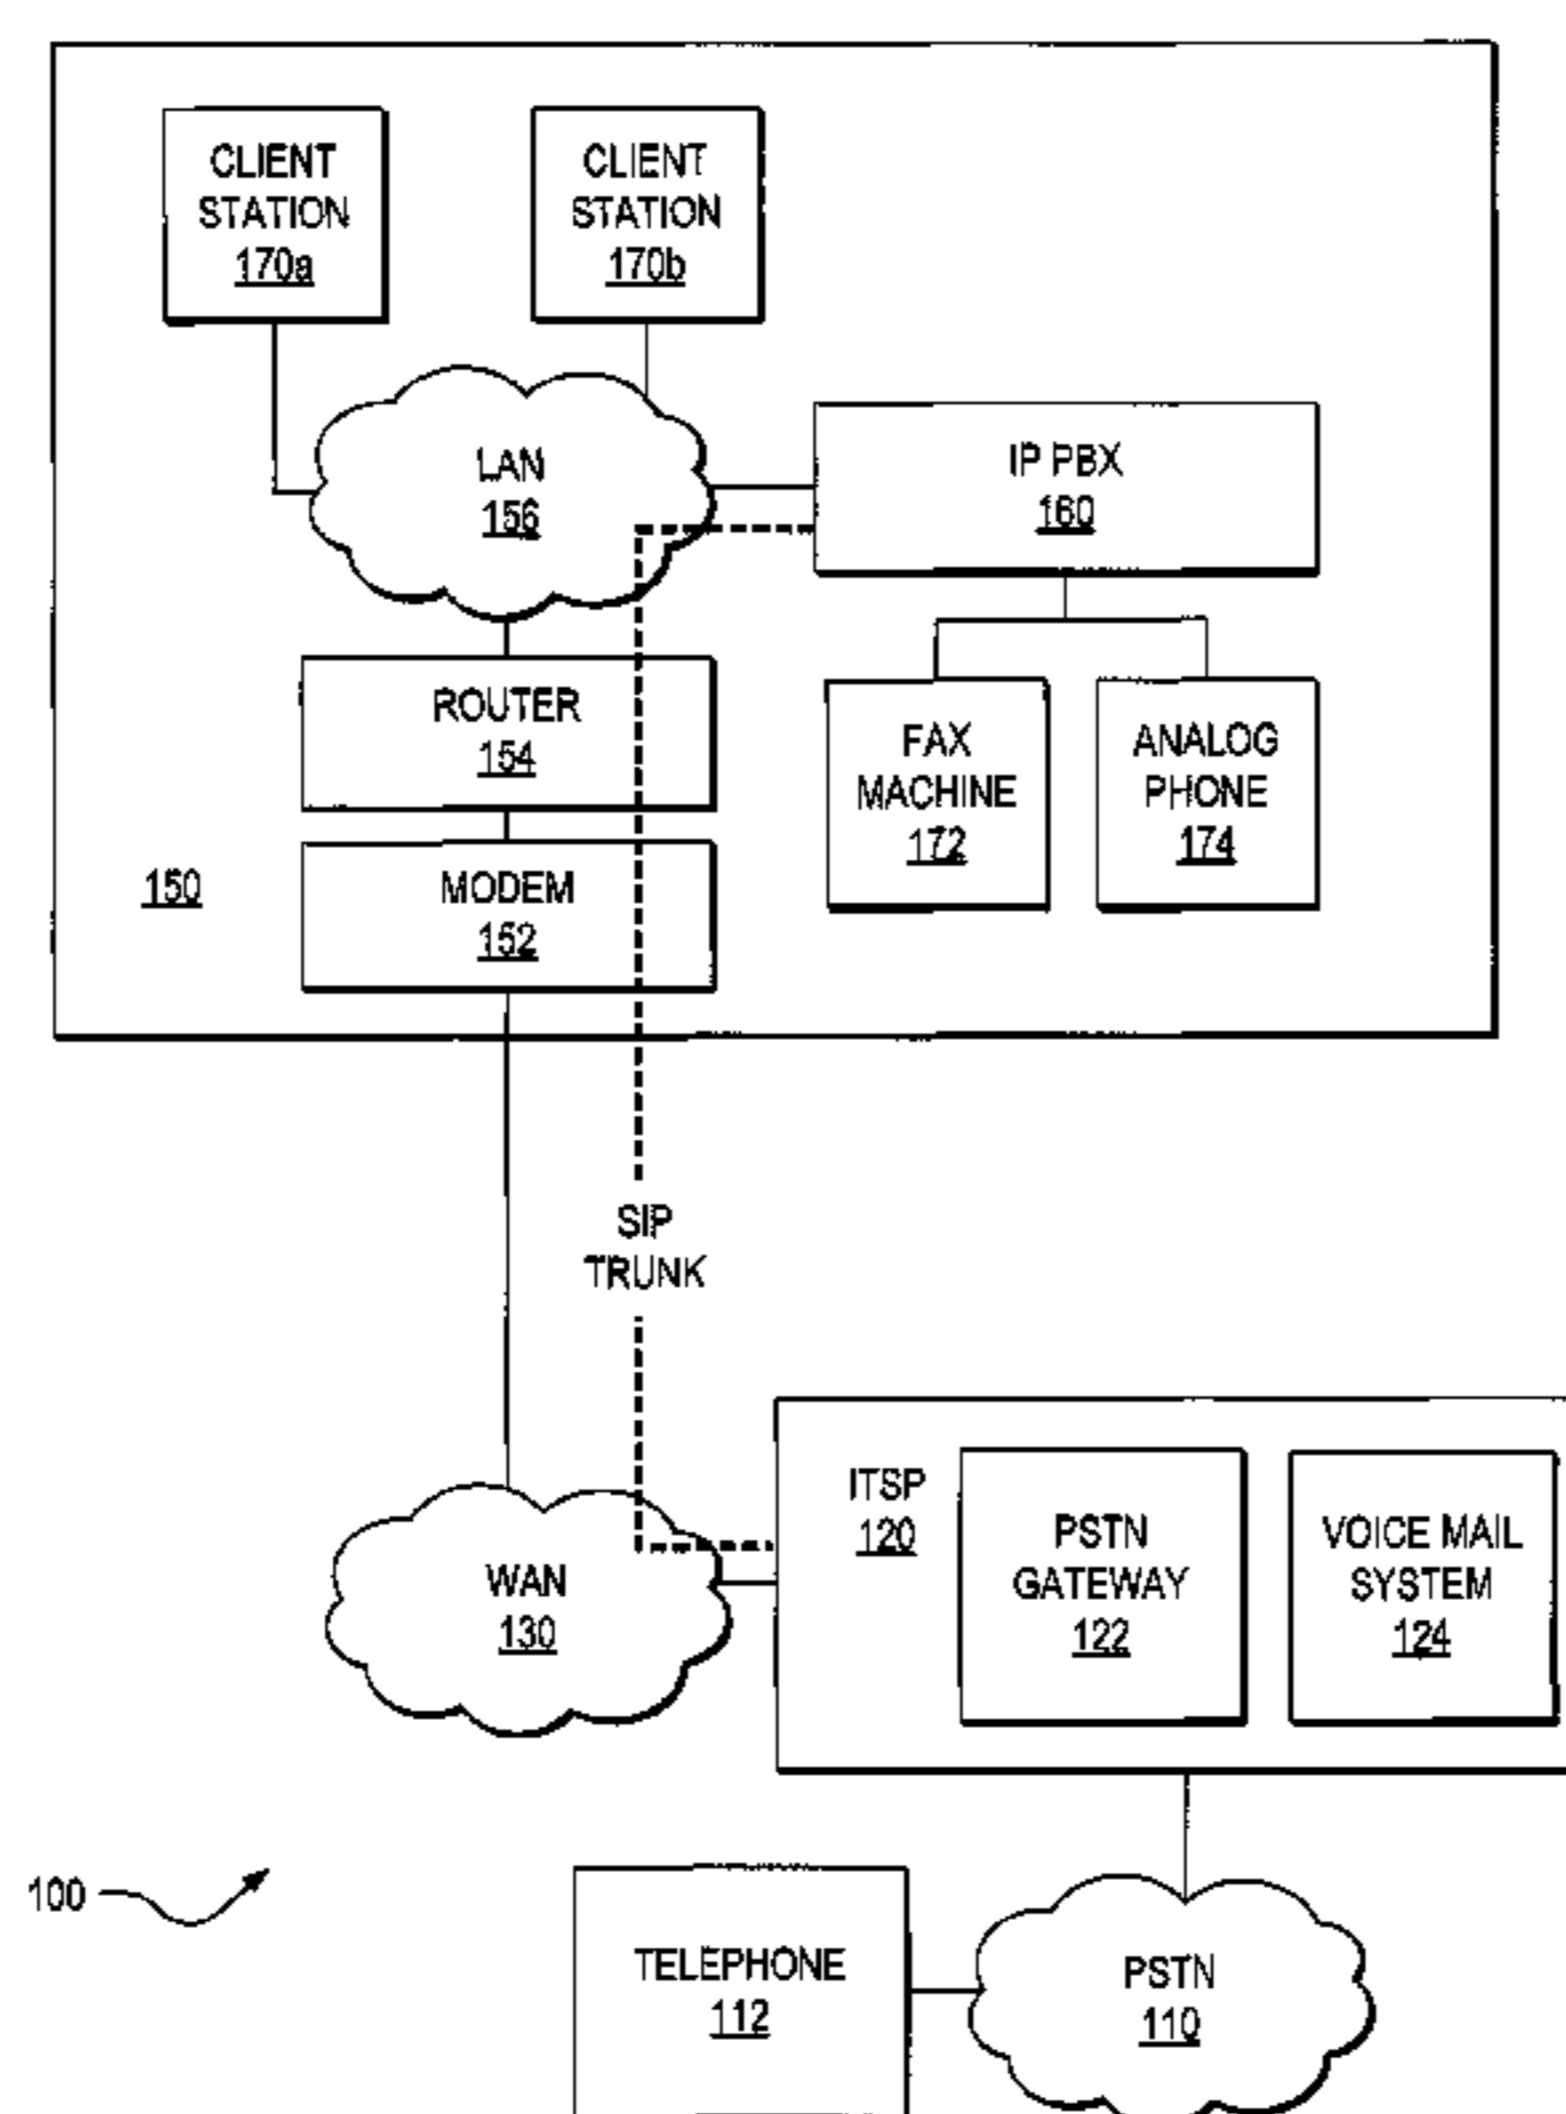 CLIENT
STATION
170a
CLIENT
STATION
170b
LAN
156
IP PBX
160
ROUTER
154
FAX
MACHINE
172
ANALOG
PHONE
174
150
MODEM
152
SIP
TRUNK
ITSP
120
PSTN
GATEWAY
122
VOICE MAIL
SYSTEM
124
WAN
130
100
TELEPHONE
112
PSTN
110